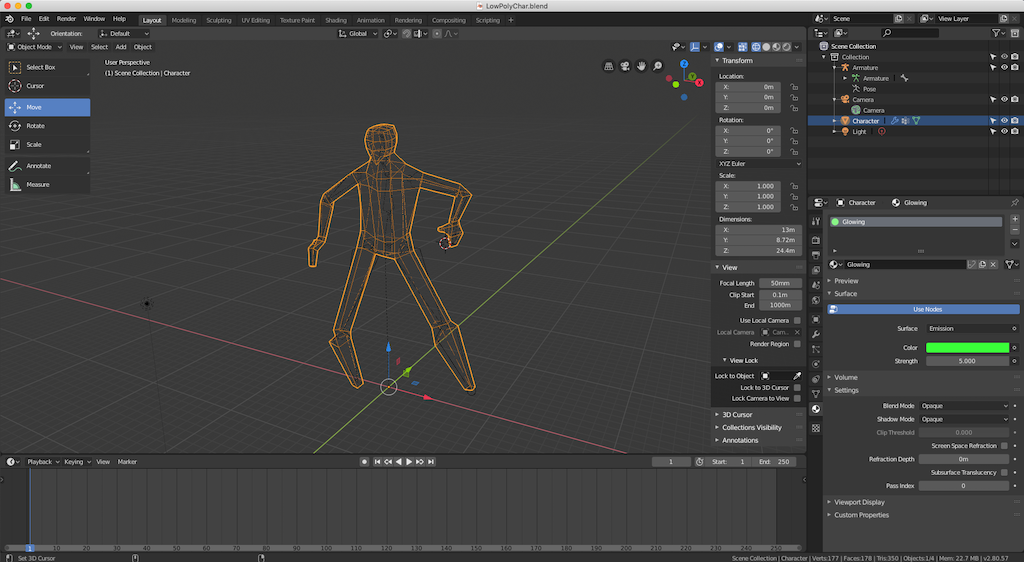 LowPolyChar.blend
File Edit Render Window Help Layout Modeling Sculpting UV Editing Texture Paint Shading Animation Rendering Compositing Scripting + Scene View Layer
Orientation: Default Global
Object Mode View Select Add Object
User Perspective
(1) Scene Collection | Character
Select Box
Cursor
Move
Rotate
Scale
Annotate
Measure
Z
Y
X
Transform
Location:
X: 0m
Y: 0m
Z: 0m
Rotation:
X: 0°
Y: 0°
Z: 0°
XYZ Euler
Scale:
X: 1.000
Y: 1.000
Z: 1.000
Dimensions:
X: 13m
Y: 8.72m
Z: 24.4m
View
Focal Length 50mm
Clip Start 0.1m
End 1000m
Use Local Camera
Local Camera Cam..
Render Region
View Lock
Lock to Object
Lock to 3D Cursor
Lock Camera to View
3D Cursor
Collections Visibility
Annotations
Scene Collection
Collection
Armature
Armature
Pose
Camera
Camera
Character
Light
Character Glowing
Glowing
Glowing
Preview
Surface
Use Nodes
Surface Emission
Color
Strength 5.000
Volume
Settings
Blend Mode Opaque
Shadow Mode Opaque
Clip Threshold 0.000
Screen Space Refraction
Refraction Depth 0m
Subsurface Translucency
Pass Index 0
Viewport Display
Custom Properties
Playback Keying View Marker 1 Start: 1 End: 250
1 10 20 30 40 50 60 70 80 90 100 110 120 130 140 150 160 170 180 190 200 210 220 230 240 250
Set 3D Cursor
Scene Collection | Character | Verts:177 | Faces:178 | Tris:350 | Objects:1/4 | Mem: 22.7 MB | v2.80.57